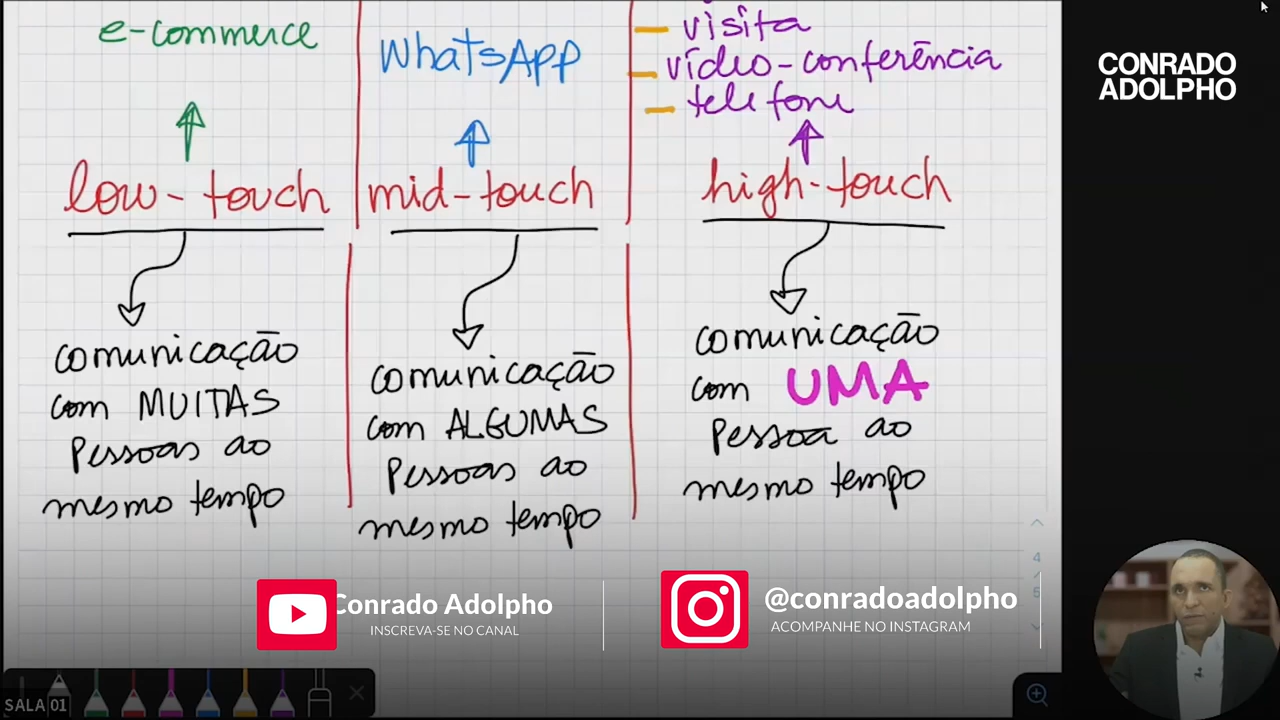 e-commerce
WhatsApp
visita
vídeo-conferência
telefone
CONRADO
ADOLPHO
low-touch
mid-touch
high-touch
comunicação
com MUITAS
pessoas ao
mesmo tempo
comunicação
com ALGUMAS
pessoas ao
mesmo tempo
comunicação
com UMA
pessoa ao
mesmo tempo
4
5
Conrado Adolpho
INSCREVA-SE NO CANAL
@conradoadolpho
ACOMPANHE NO INSTAGRAM
SALA 01